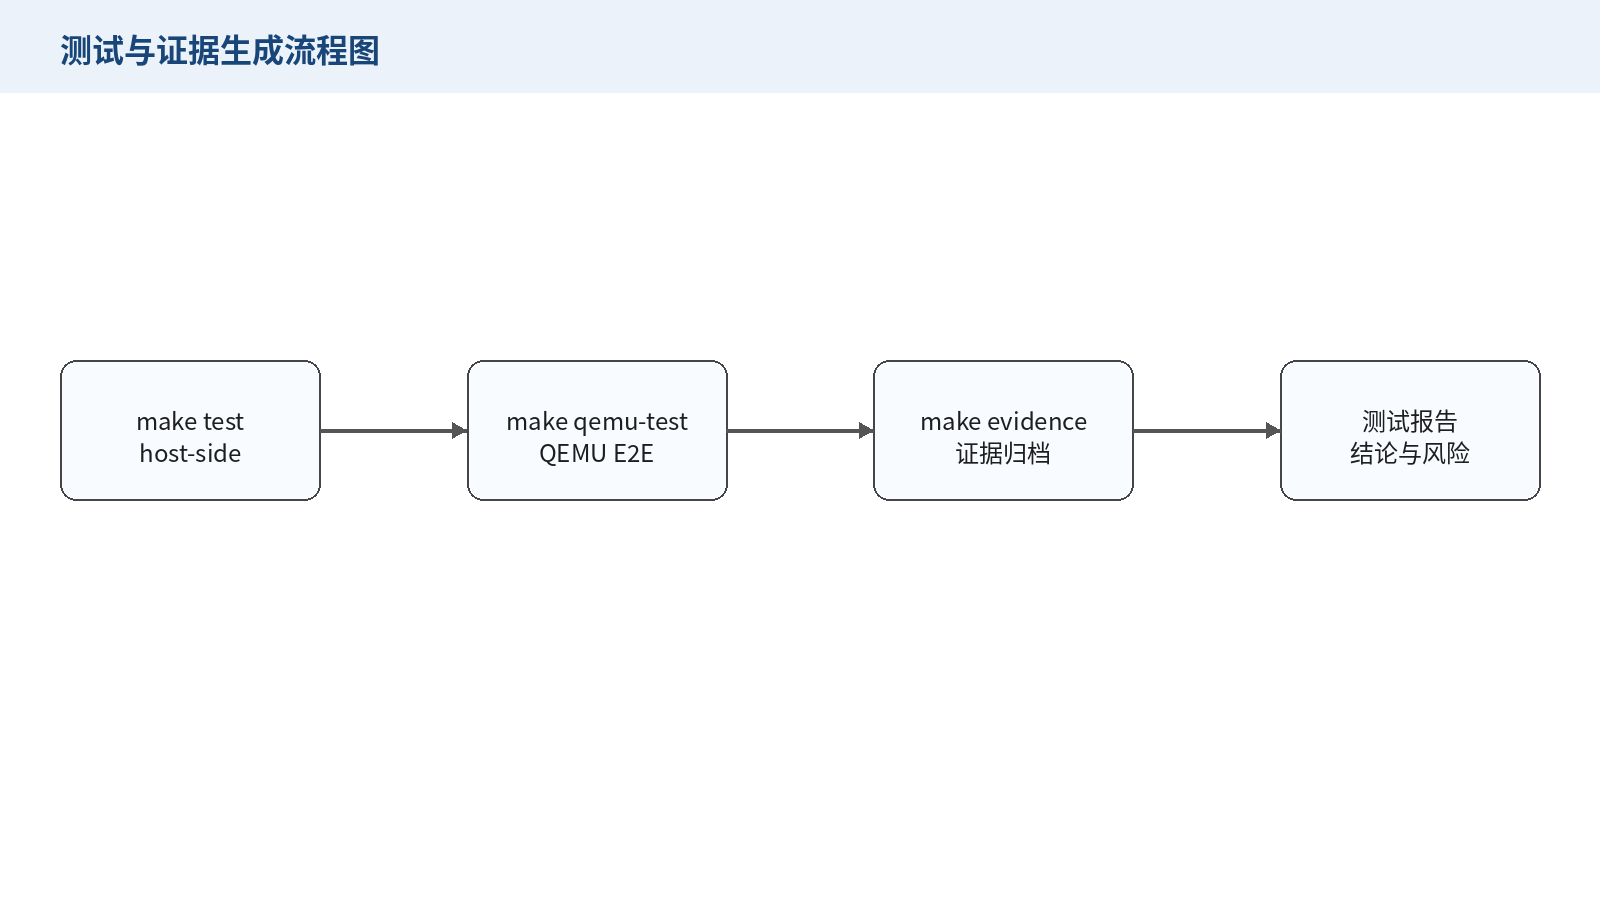 测试与证据生成流程图
make test
host-side
make qemu-test
QEMU E2E
make evidence
证据归档
测试报告
结论与风险